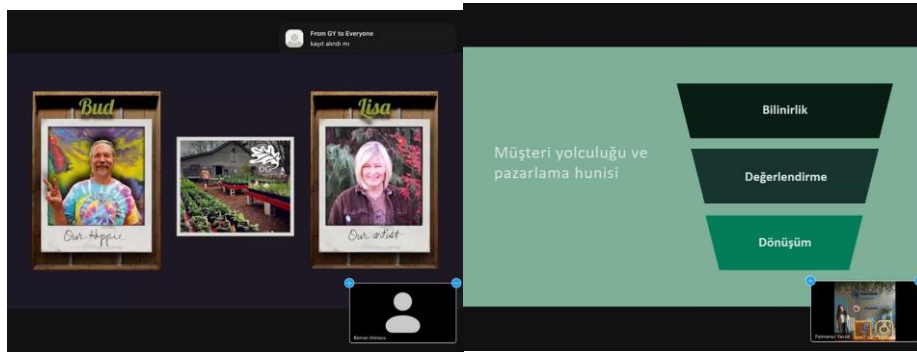 From GY to Everyone
kayıt alındı mı
Bud
Lisa
Our Hippie
Our artist
Müşteri yolculuğu ve
pazarlama hunisi
Bilinirlik
Değerlendirme
Dönüşüm